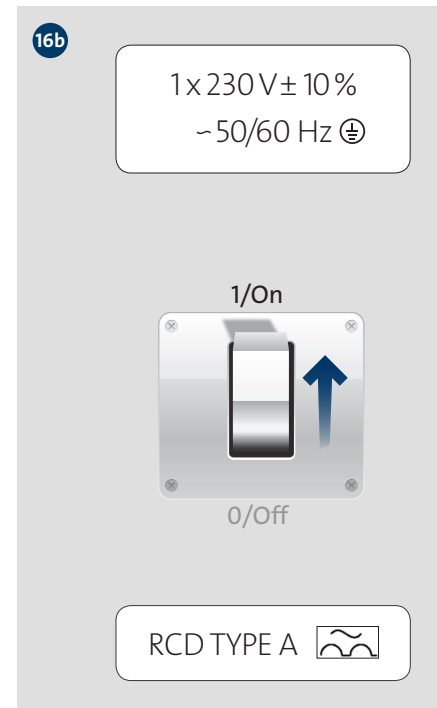 16b
1 x 230 V ± 10 %
~50/60 Hz
1/On
0/Off
RCD TYPE A